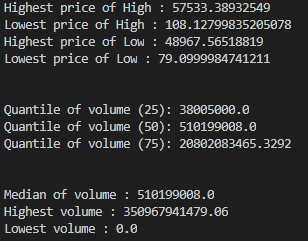 Highest price of High : 57533.38932549
Lowest price of High : 108.12799835205078
Highest price of Low : 48967.56518819
Lowest price of Low : 79.0999984741211
Quantile of volume (25): 38005000.0
Quantile of volume (50): 510199008.0
Quantile of volume (75): 20802083465.3292
Median of volume : 510199008.0
Highest volume : 350967941479.06
Lowest volume : 0.0